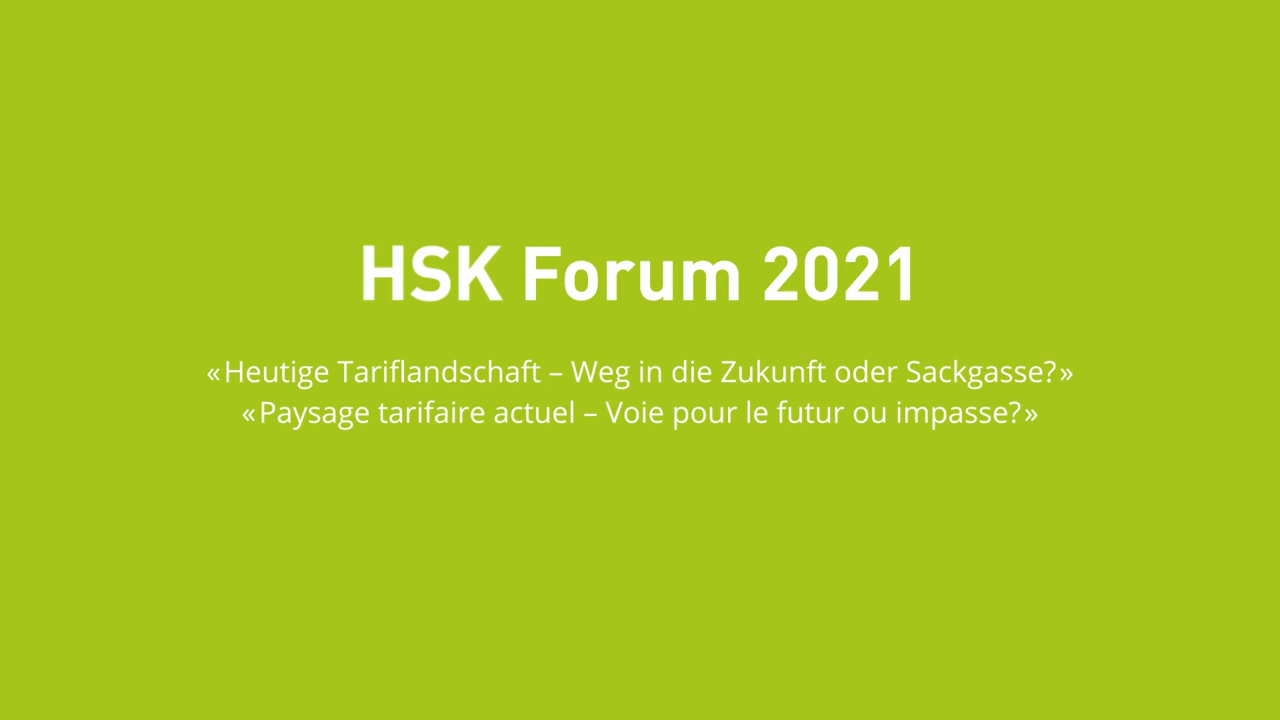 HSK Forum 2021
«Heutige Tariflandschaft – Weg in die Zukunft oder Sackgasse?»
«Paysage tarifaire actuel – Voie pour le futur ou impasse?»